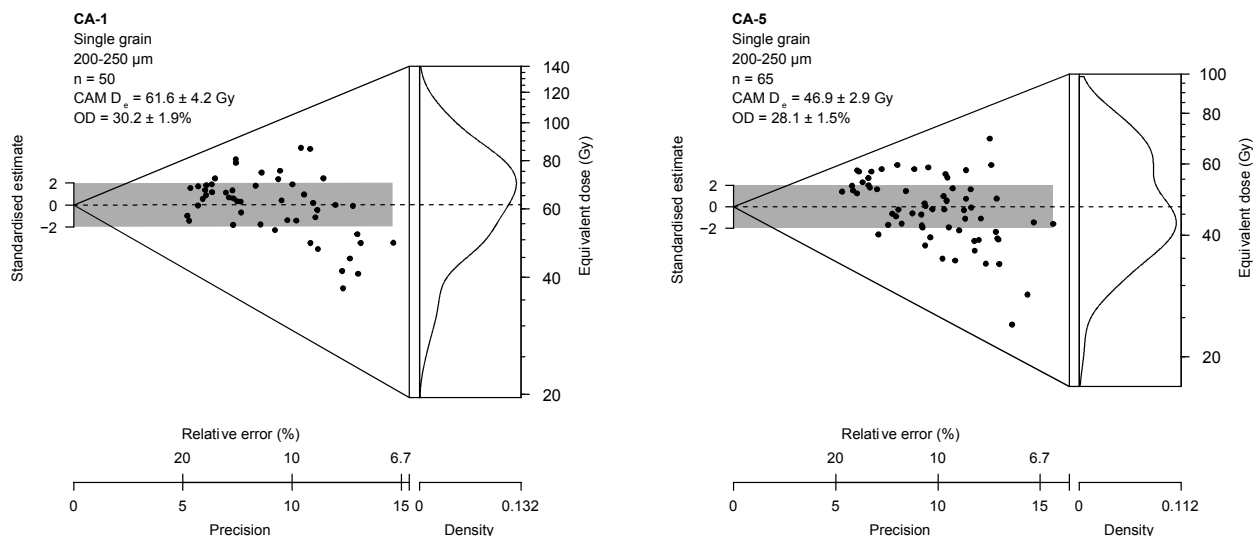 CA-1
Single grain
200-250 µm
n = 50
CAM De = 61.6 ± 4.2 Gy
OD = 30.2 ± 1.9%
Standardised estimate
2
0
−2
140
120
100
80
60
40
20
Equivalent dose (Gy)
Relative error (%)
20 10 6.7
0 5 10 15 0 0.132
Precision Density
CA-5
Single grain
200-250 µm
n = 65
CAM De = 46.9 ± 2.9 Gy
OD = 28.1 ± 1.5%
Standardised estimate
2
0
−2
100
80
60
40
20
Equivalent dose (Gy)
Relative error (%)
20 10 6.7
0 5 10 15 0 0.112
Precision Density